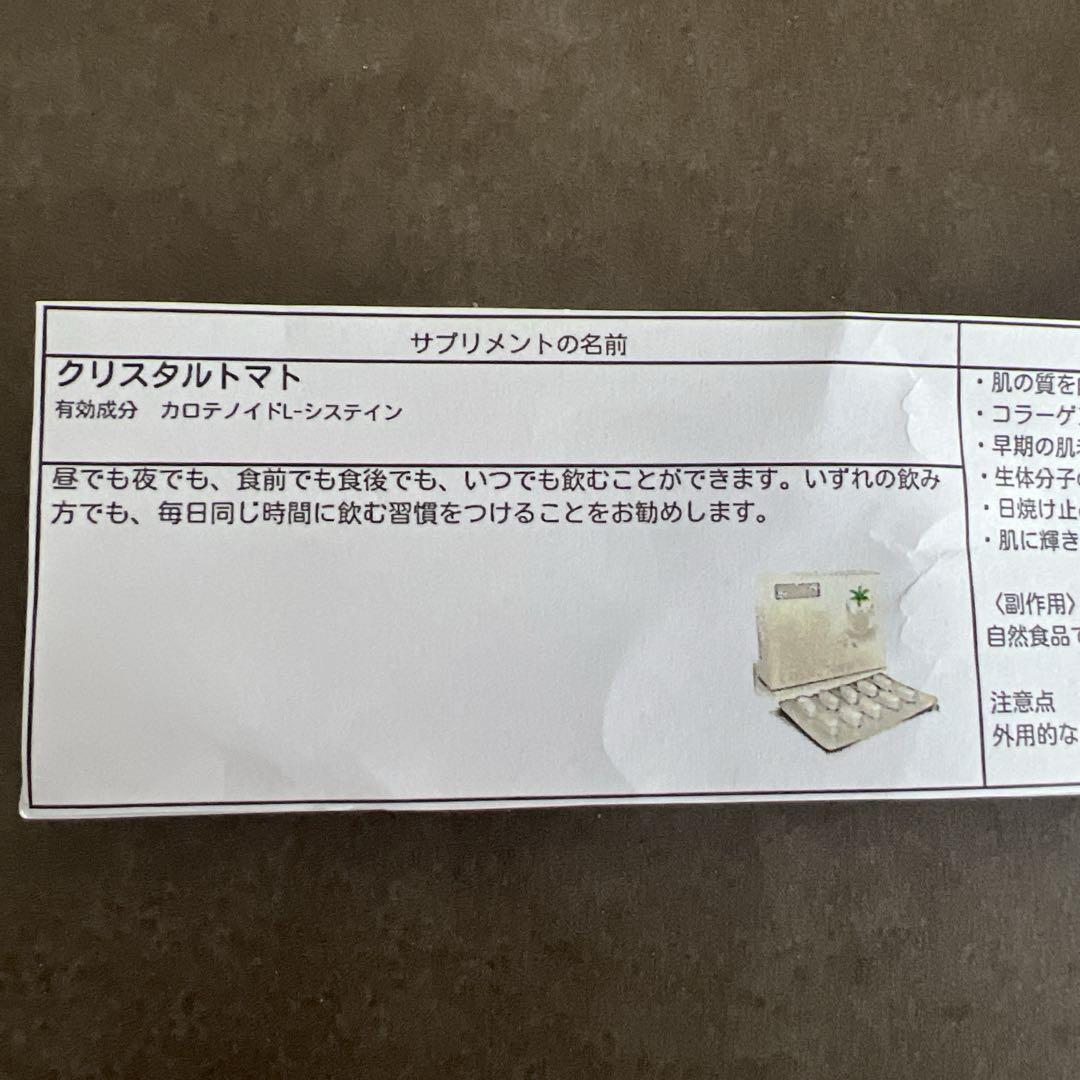 サプリメントの名前
クリスタルトマト
有効成分　カロテノイドL-システイン
昼でも夜でも、食前でも食後でも、いつでも飲むことができます。いずれの飲み
方でも、毎日同じ時間に飲む習慣をつけることをお勧めします。
・肌の質を
・コラーゲ
・早期の肌
・生体分子
・日焼け止
・肌に輝き
〈副作用〉
自然食品で
注意点
外用的な